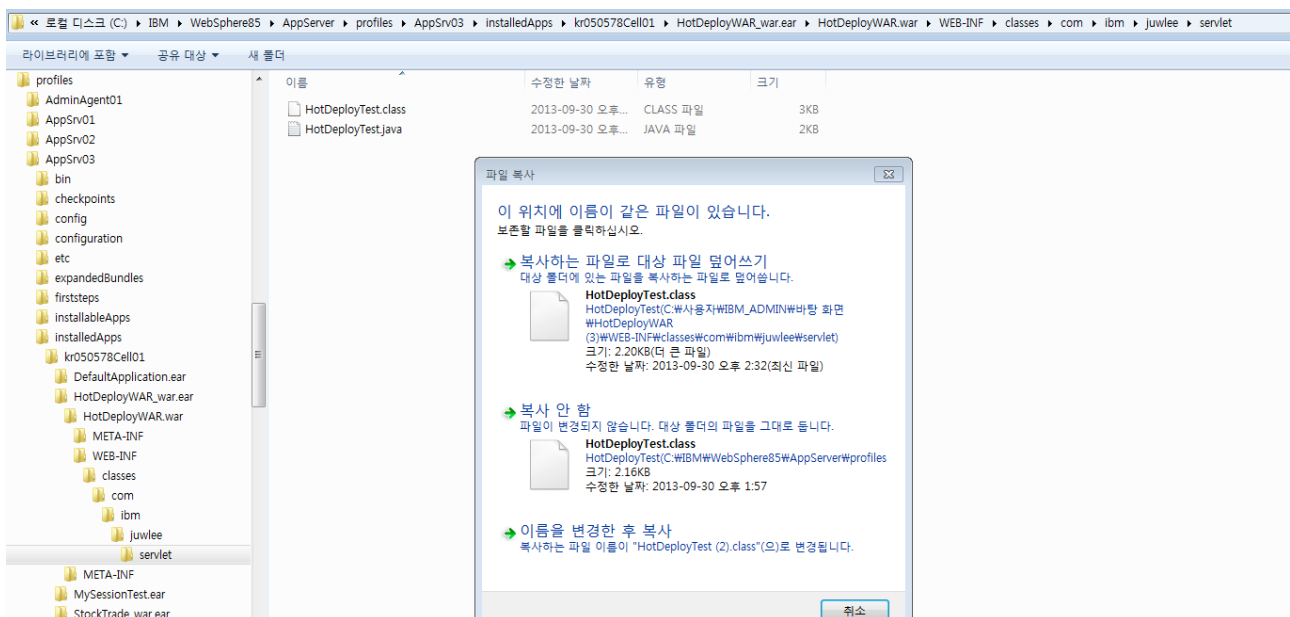 « 로컬 디스크 (C:) ▸ IBM ▸ WebSphere85 ▸ AppServer ▸ profiles ▸ AppSrv03 ▸ installedApps ▸ kr050578Cell01 ▸ HotDeployWAR_war.ear ▸ HotDeployWAR.war ▸ WEB-INF ▸ classes ▸ com ▸ ibm ▸ juwlee ▸ servlet
라이브러리에 포함 ▼ 공유 대상 ▼ 새 폴더
profiles
AdminAgent01
AppSrv01
AppSrv02
AppSrv03
bin
checkpoints
config
configuration
etc
expandedBundles
firststeps
installableApps
installedApps
kr050578Cell01
DefaultApplication.ear
HotDeployWAR_war.ear
HotDeployWAR.war
META-INF
WEB-INF
classes
com
ibm
juwlee
servlet
META-INF
MySessionTest.ear
StockTrade_war.ear
이름 수정한 날짜 유형 크기
HotDeployTest.class 2013-09-30 오후... CLASS 파일 3KB
HotDeployTest.java 2013-09-30 오후... JAVA 파일 2KB
파일 복사
이 위치에 이름이 같은 파일이 있습니다.
보존할 파일을 클릭하십시오.
복사하는 파일로 대상 파일 덮어쓰기
대상 폴더에 있는 파일을 복사하는 파일로 덮어씁니다.
HotDeployTest.class
HotDeployTest(C:₩사용자₩IBM_ADMIN₩바탕 화면
₩HotDeployWAR
(3)₩WEB-INF₩classes₩com₩ibm₩juwlee₩servlet)
크기: 2.20KB(더 큰 파일)
수정한 날짜: 2013-09-30 오후 2:32(최신 파일)
복사 안 함
파일이 변경되지 않습니다. 대상 폴더의 파일을 그대로 둡니다.
HotDeployTest.class
HotDeployTest(C:₩IBM₩WebSphere85₩AppServer₩profiles
크기: 2.16KB
수정한 날짜: 2013-09-30 오후 1:57
이름을 변경한 후 복사
복사하는 파일 이름이 "HotDeployTest (2).class"(으)로 변경됩니다.
취소